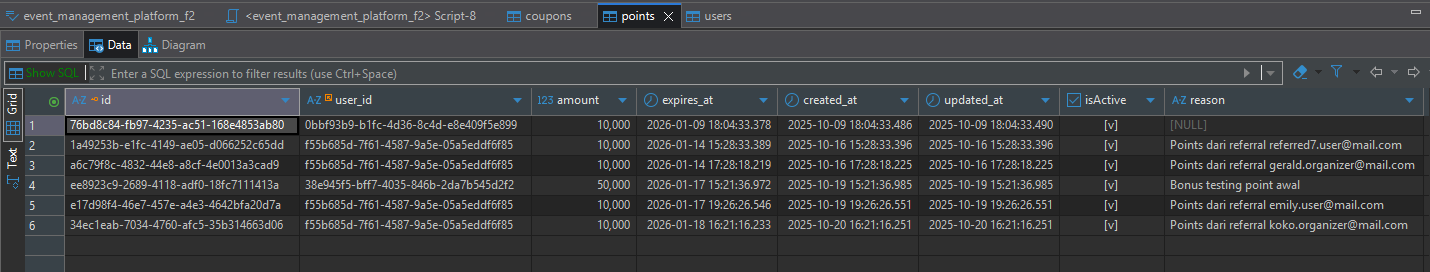 event_management_platform_f2 <event_management_platform_f2> Script-8 coupons points users
Properties Data Diagram
Show SQL Enter a SQL expression to filter results (use Ctrl+Space)
Grid
Text
A-Z id A-Z user_id 123 amount expires_at created_at updated_at isActive A-Z reason
1 76bd8c84-fb97-4235-ac51-168e4853ab80 0bbf93b9-b1fc-4d36-8c4d-e8e409f5e899 10,000 2026-01-09 18:04:33.378 2025-10-09 18:04:33.486 2025-10-09 18:04:33.490 [v] [NULL]
2 1a49253b-e1fc-4149-ae05-d066252c65dd f55b685d-7f61-4587-9a5e-05a5eddf6f85 10,000 2026-01-14 15:28:33.389 2025-10-16 15:28:33.396 2025-10-16 15:28:33.396 [v] Points dari referral referred7.user@mail.com
3 a6c79f8c-4832-44e8-a8cf-4e0013a3cad9 f55b685d-7f61-4587-9a5e-05a5eddf6f85 10,000 2026-01-14 17:28:18.219 2025-10-16 17:28:18.225 2025-10-16 17:28:18.225 [v] Points dari referral gerald.organizer@mail.com
4 ee8923c9-2689-4118-adf0-18fc7111413a 38e945f5-bff7-4035-846b-2da7b545d2f2 50,000 2026-01-17 15:21:36.972 2025-10-19 15:21:36.985 2025-10-19 15:21:36.985 [v] Bonus testing point awal
5 e17d98f4-46e7-457e-a4e3-4642bfa20d7a f55b685d-7f61-4587-9a5e-05a5eddf6f85 10,000 2026-01-17 19:26:26.546 2025-10-19 19:26:26.551 2025-10-19 19:26:26.551 [v] Points dari referral emily.user@mail.com
6 34ec1eab-7034-4760-afc5-35b314663d06 f55b685d-7f61-4587-9a5e-05a5eddf6f85 10,000 2026-01-18 16:21:16.233 2025-10-20 16:21:16.251 2025-10-20 16:21:16.251 [v] Points dari referral koko.organizer@mail.com